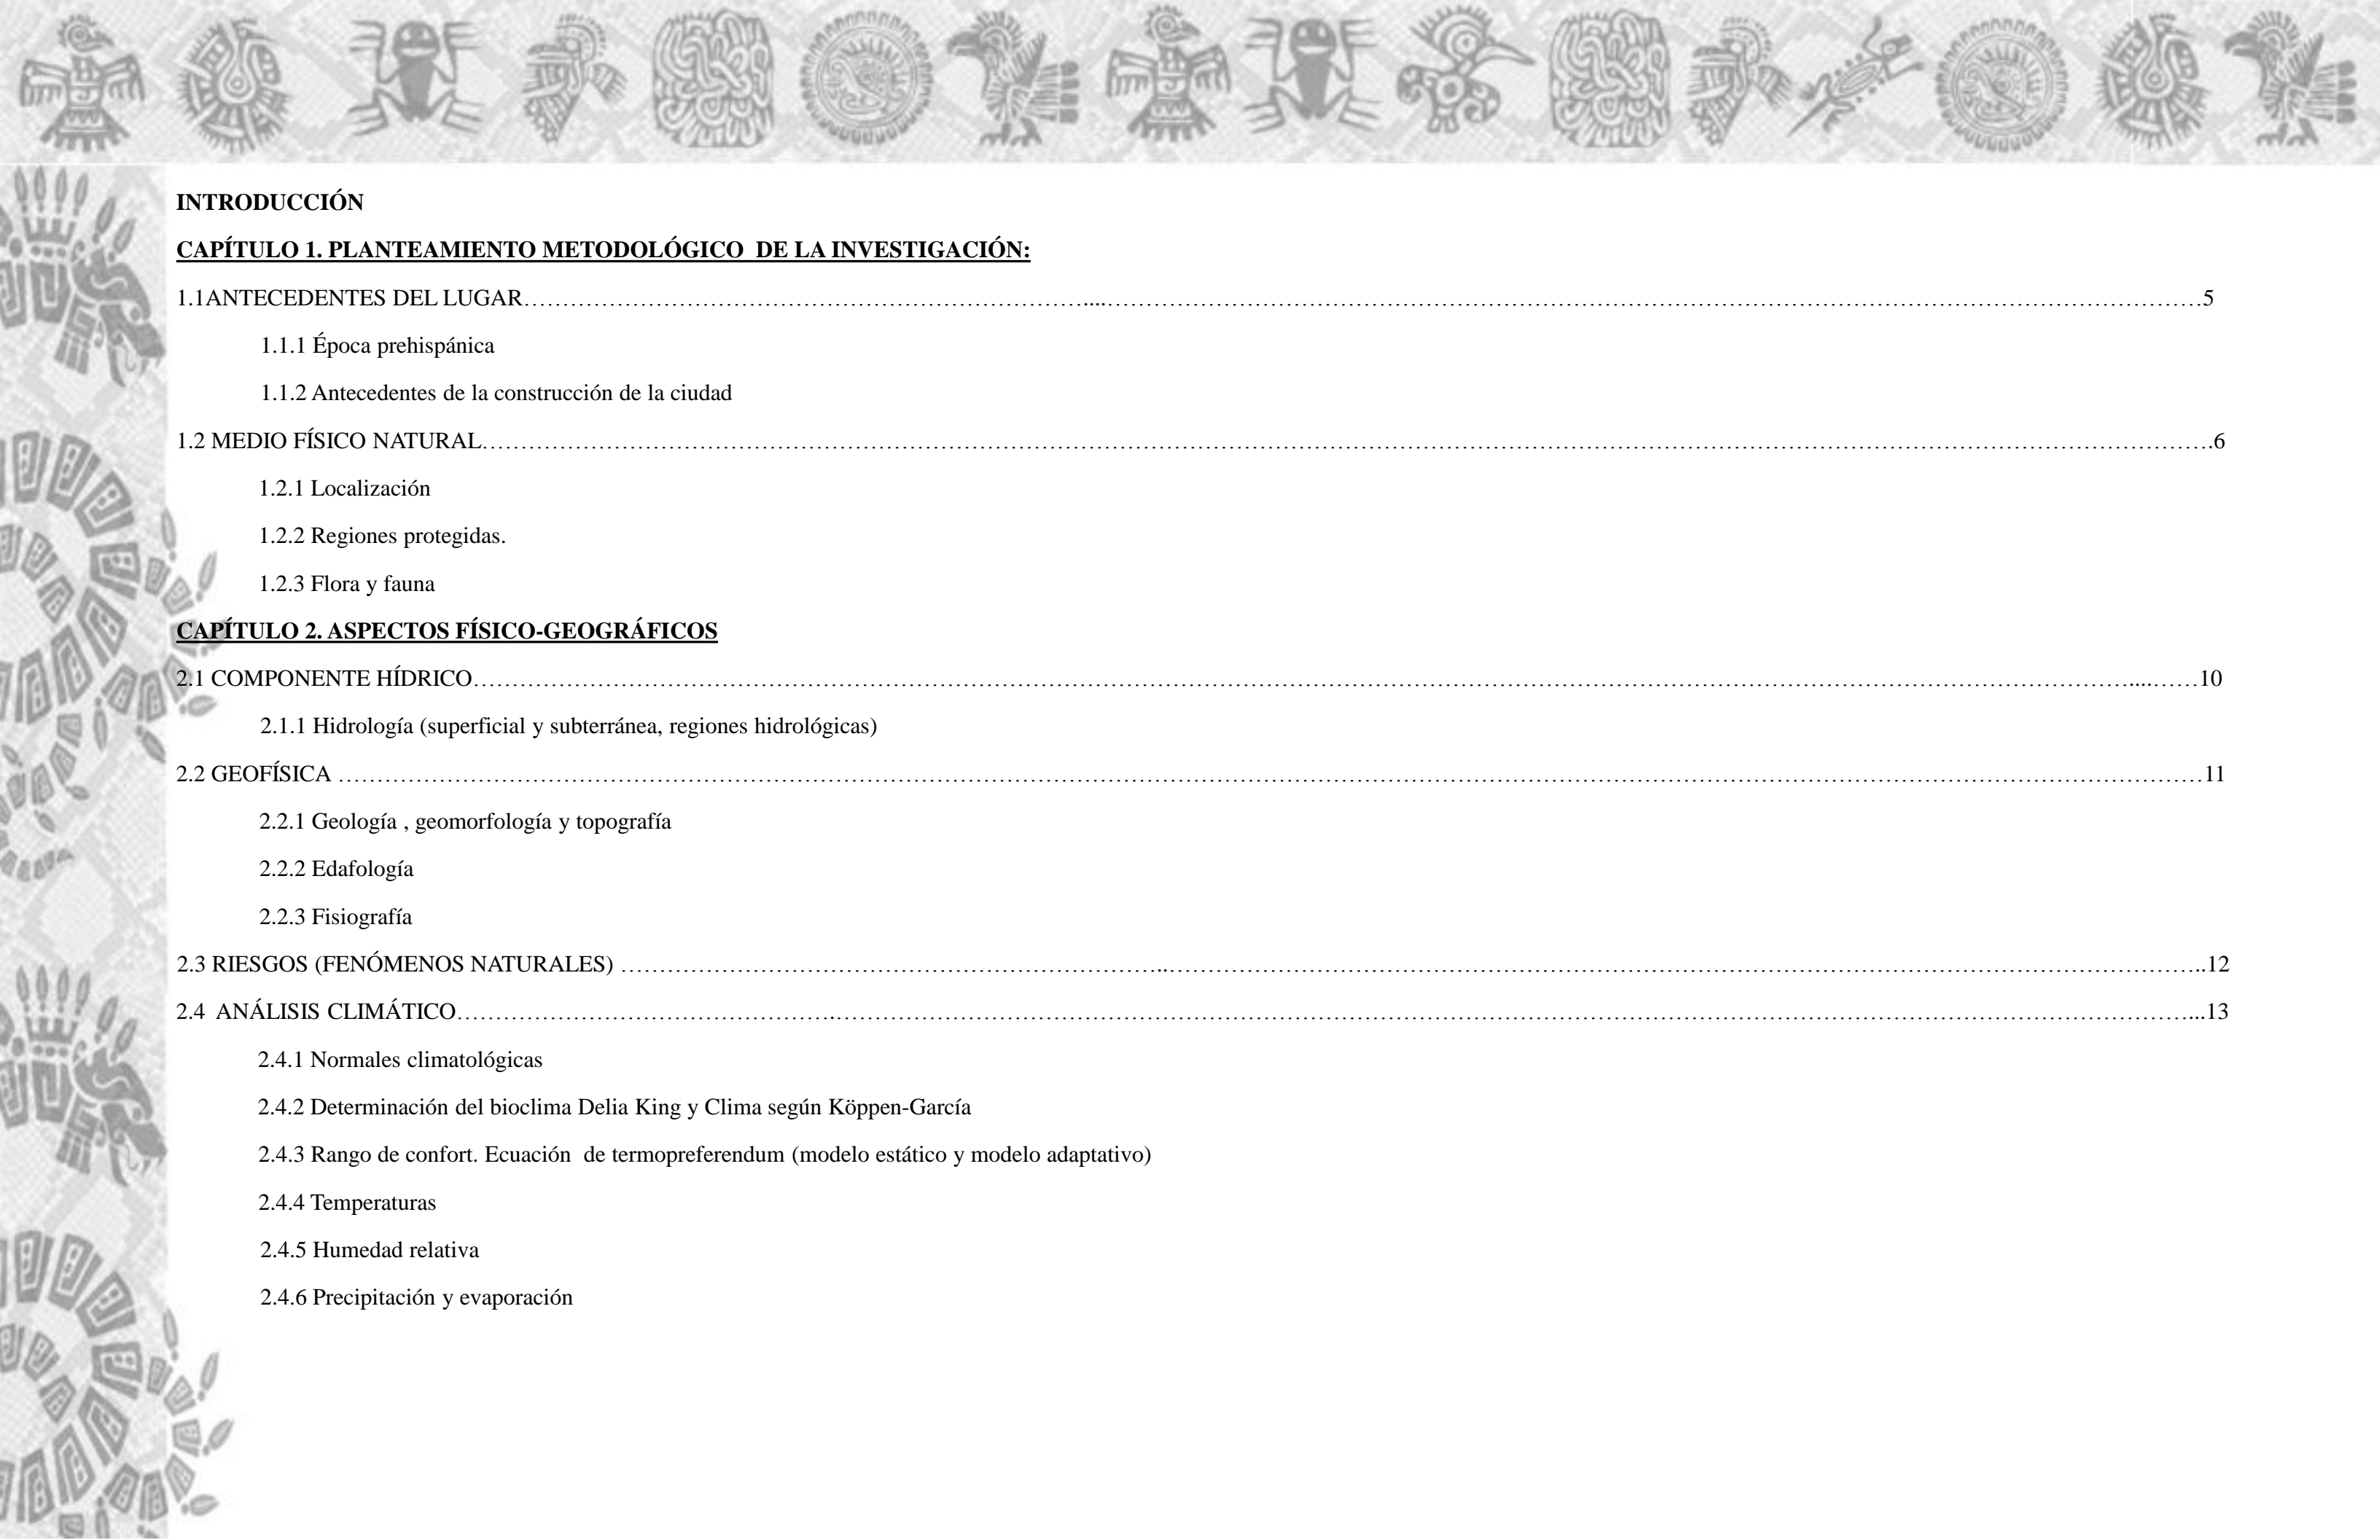 INTRODUCCIÓN
CAPÍTULO 1. PLANTEAMIENTO METODOLÓGICO  DE LA INVESTIGACIÓN:
1.1ANTECEDENTES DEL LUGAR………………………………………………………………....……………………………………………………………………………………………………………………………5
1.1.1 Época prehispánica
1.1.2 Antecedentes de la construcción de la ciudad
1.2 MEDIO FÍSICO NATURAL……………………………………………………………………………………………………………………………………………………………………………………………………….6
1.2.1 Localización
1.2.2 Regiones protegidas.
1.2.3 Flora y fauna
CAPÍTULO 2. ASPECTOS FÍSICO-GEOGRÁFICOS
2.1 COMPONENTE HÍDRICO…………………………………………………………………………………………………………………………………………………………………………………………....……10
2.1.1 Hidrología (superficial y subterránea, regiones hidrológicas)
2.2 GEOFÍSICA ……………………………………………………………………………………………………………………………………………………………………………………………………………………11
2.2.1 Geología , geomorfología y topografía
2.2.2 Edafología
2.2.3 Fisiografía
2.3 RIESGOS (FENÓMENOS NATURALES) ……………………………………………………………..……………………………………………………………………………………………………………………..12
2.4  ANÁLISIS CLIMÁTICO………………………………………….…………………………………………………………………………………………………………………………………………………………...13
2.4.1 Normales climatológicas
2.4.2 Determinación del bioclima Delia King y Clima según Köppen-García
2.4.3 Rango de confort. Ecuación  de termopreferendum (modelo estático y modelo adaptativo)
2.4.4 Temperaturas
2.4.5 Humedad relativa
2.4.6 Precipitación y evaporación